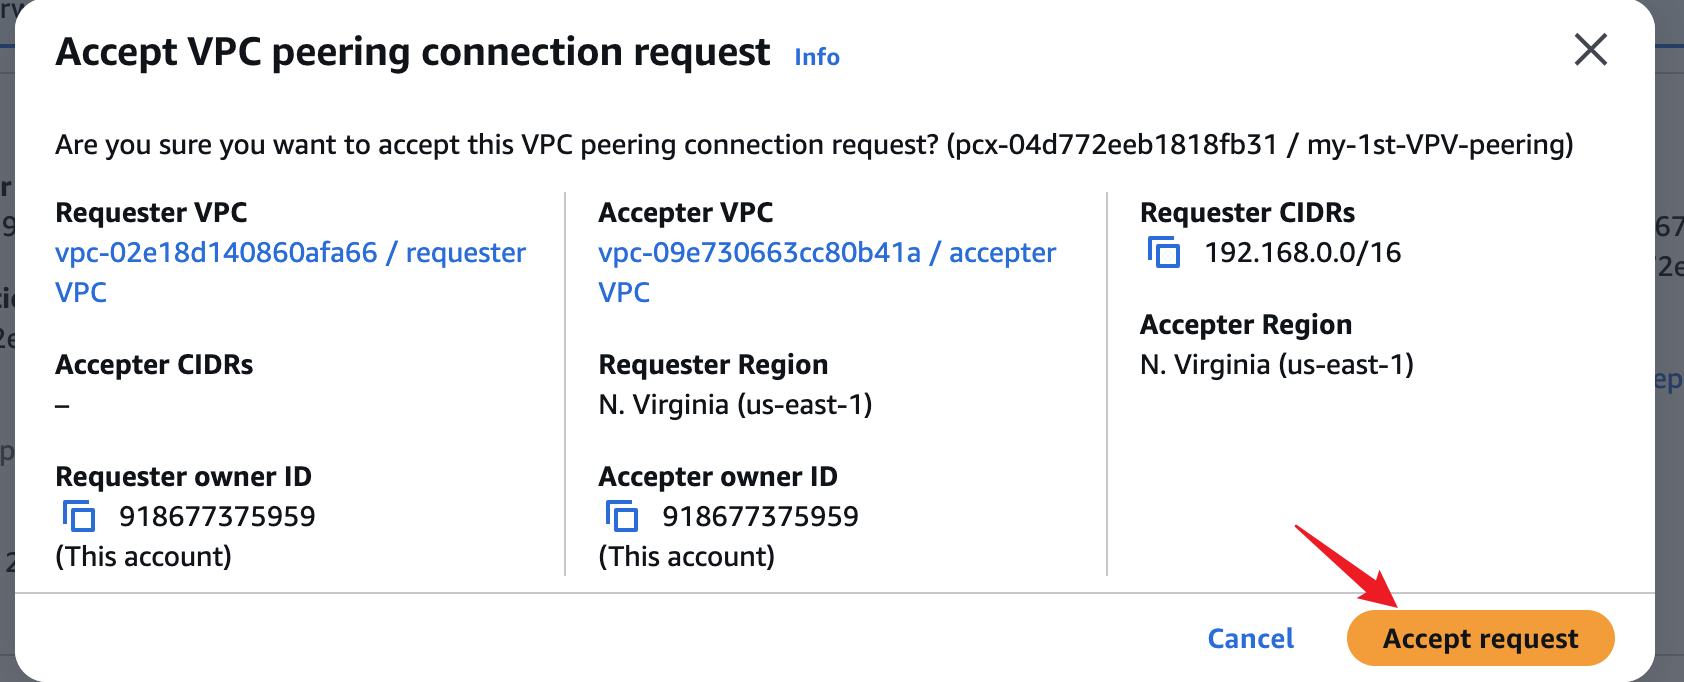 Accept VPC peering connection request Info
Are you sure you want to accept this VPC peering connection request? (pcx-04d772eeb1818fb31 / my-1st-VPV-peering)
Requester VPC
vpc-02e18d140860afa66 / requester
VPC
Accepter VPC
vpc-09e730663cc80b41a / accepter
VPC
Requester CIDRs
192.168.0.0/16
Accepter CIDRs
–
Requester Region
N. Virginia (us-east-1)
Accepter Region
N. Virginia (us-east-1)
Requester owner ID
918677375959
(This account)
Accepter owner ID
918677375959
(This account)
Cancel
Accept request